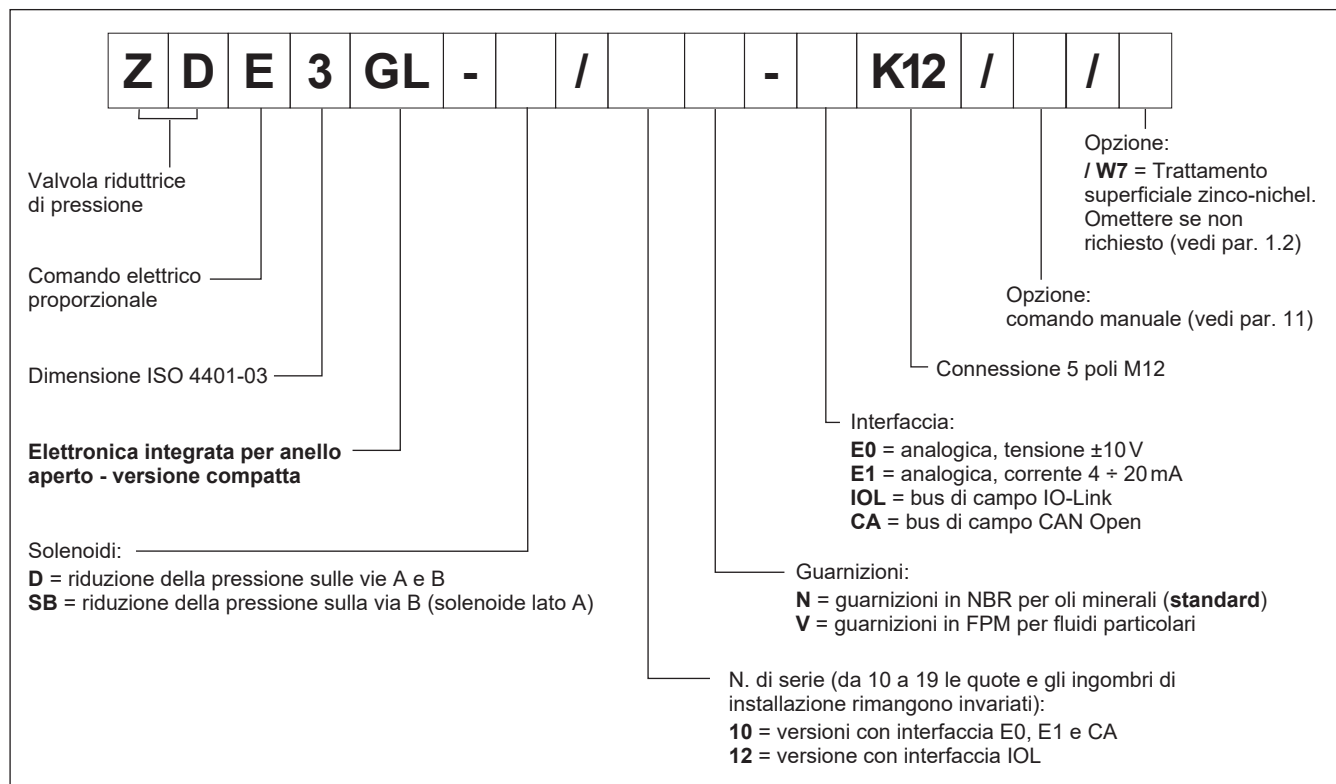 Z D E 3 GL - / - K12 / /
Valvola riduttrice
di pressione
Comando elettrico
proporzionale
Dimensione ISO 4401-03
Elettronica integrata per anello
aperto - versione compatta
Solenoidi:
D = riduzione della pressione sulle vie A e B
SB = riduzione della pressione sulla via B (solenoide lato A)
Opzione:
/ W7 = Trattamento
superficiale zinco-nichel.
Omettere se non
richiesto (vedi par. 1.2)
Opzione:
comando manuale (vedi par. 11)
Connessione 5 poli M12
Interfaccia:
E0 = analogica, tensione ±10 V
E1 = analogica, corrente 4 ÷ 20 mA
IOL = bus di campo IO-Link
CA = bus di campo CAN Open
Guarnizioni:
N = guarnizioni in NBR per oli minerali (standard)
V = guarnizioni in FPM per fluidi particolari
N. di serie (da 10 a 19 le quote e gli ingombri di
installazione rimangono invariati):
10 = versioni con interfaccia E0, E1 e CA
12 = versione con interfaccia IOL